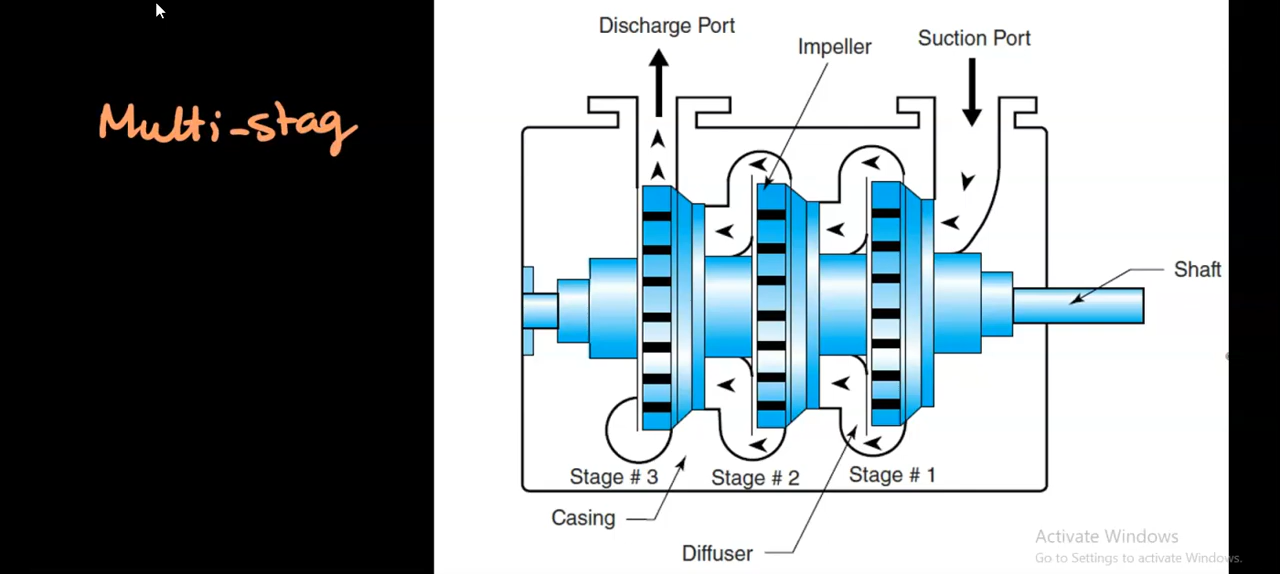 Multi-stag
Discharge Port
Impeller
Suction Port
Shaft
Stage # 3
Stage # 2
Stage # 1
Casing
Diffuser
Activate Windows
Go to Settings to activate Windows.